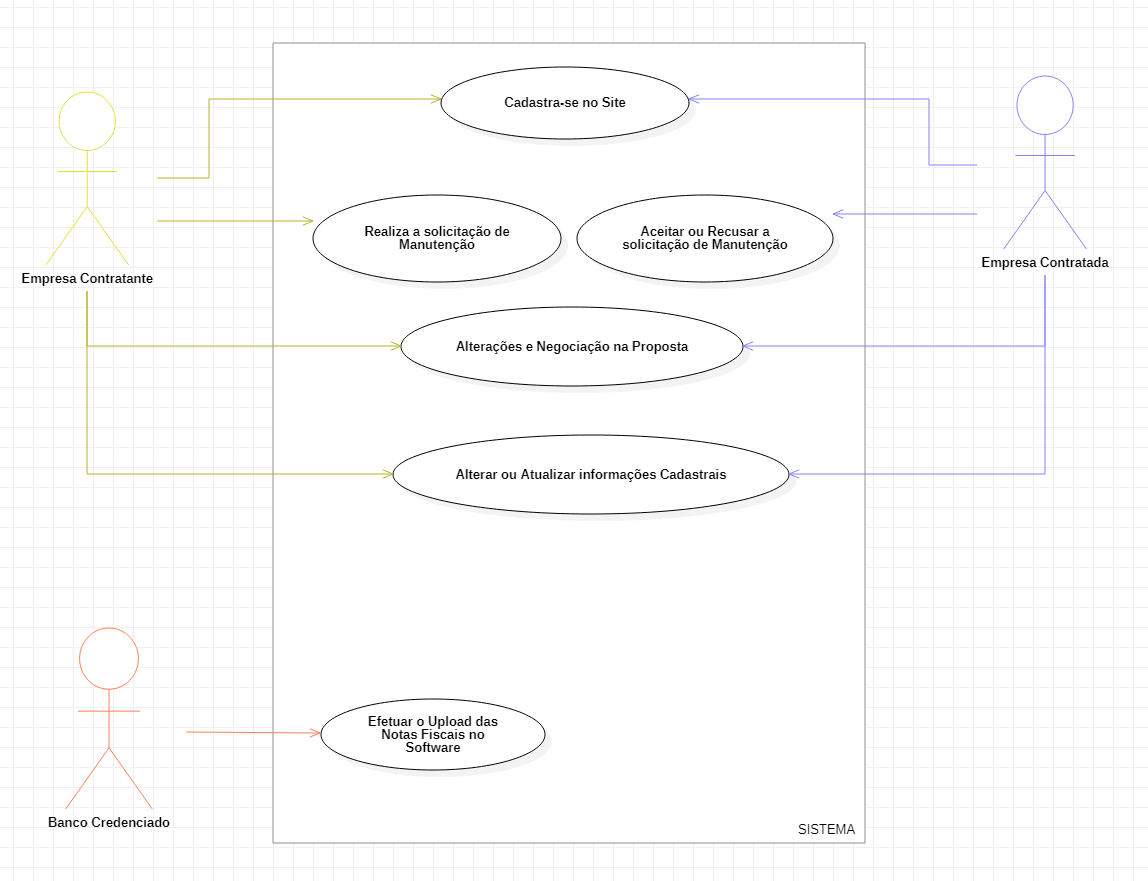 Cadastra-se no Site
Realiza a solicitação de
Manutenção
Aceitar ou Recusar a
solicitação de Manutenção
Empresa Contratante
Empresa Contratada
Alterações e Negociação na Proposta
Alterar ou Atualizar informações Cadastrais
Efetuar o Upload das
Notas Fiscais no
Software
Banco Credenciado
SISTEMA